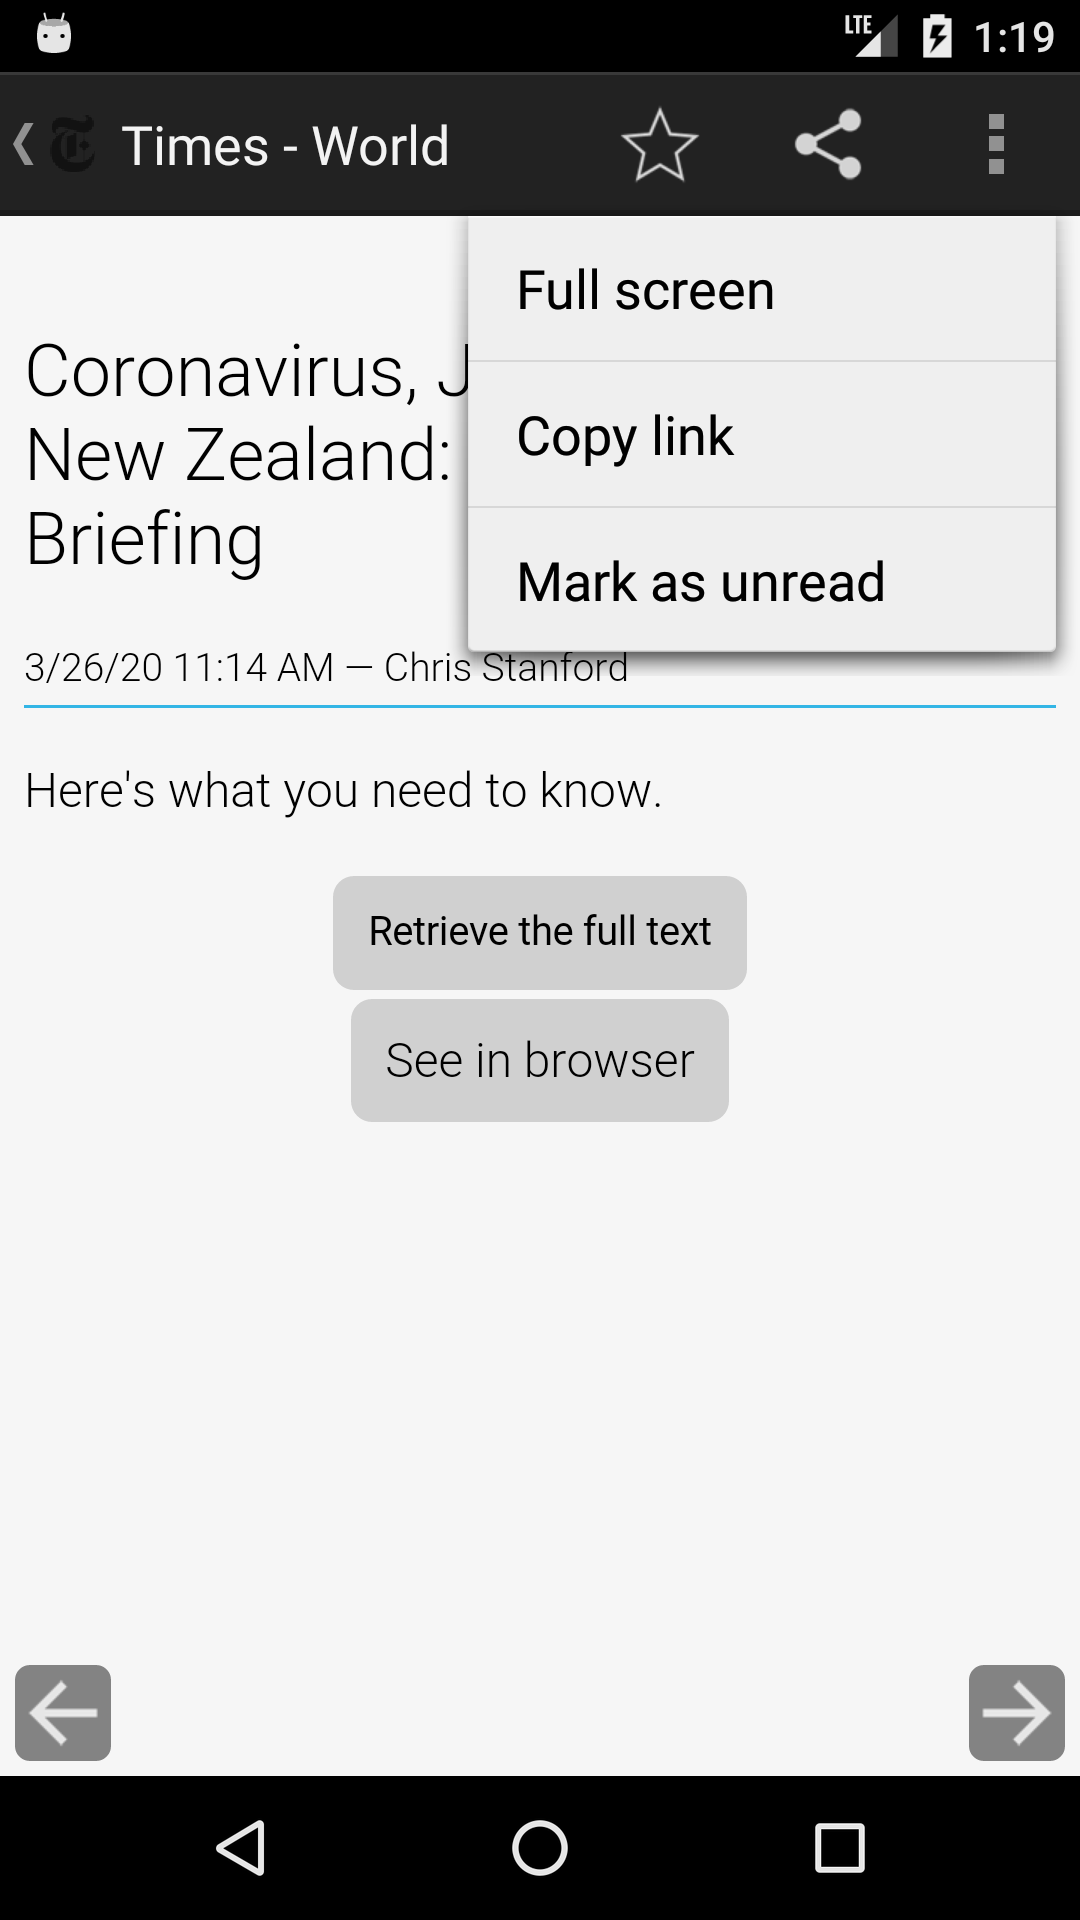 LTE 1:19
Times - World
Full screen
Copy link
Mark as unread
Coronavirus, J
New Zealand:
Briefing
3/26/20 11:14 AM — Chris Stanford
Here's what you need to know.
Retrieve the full text
See in browser